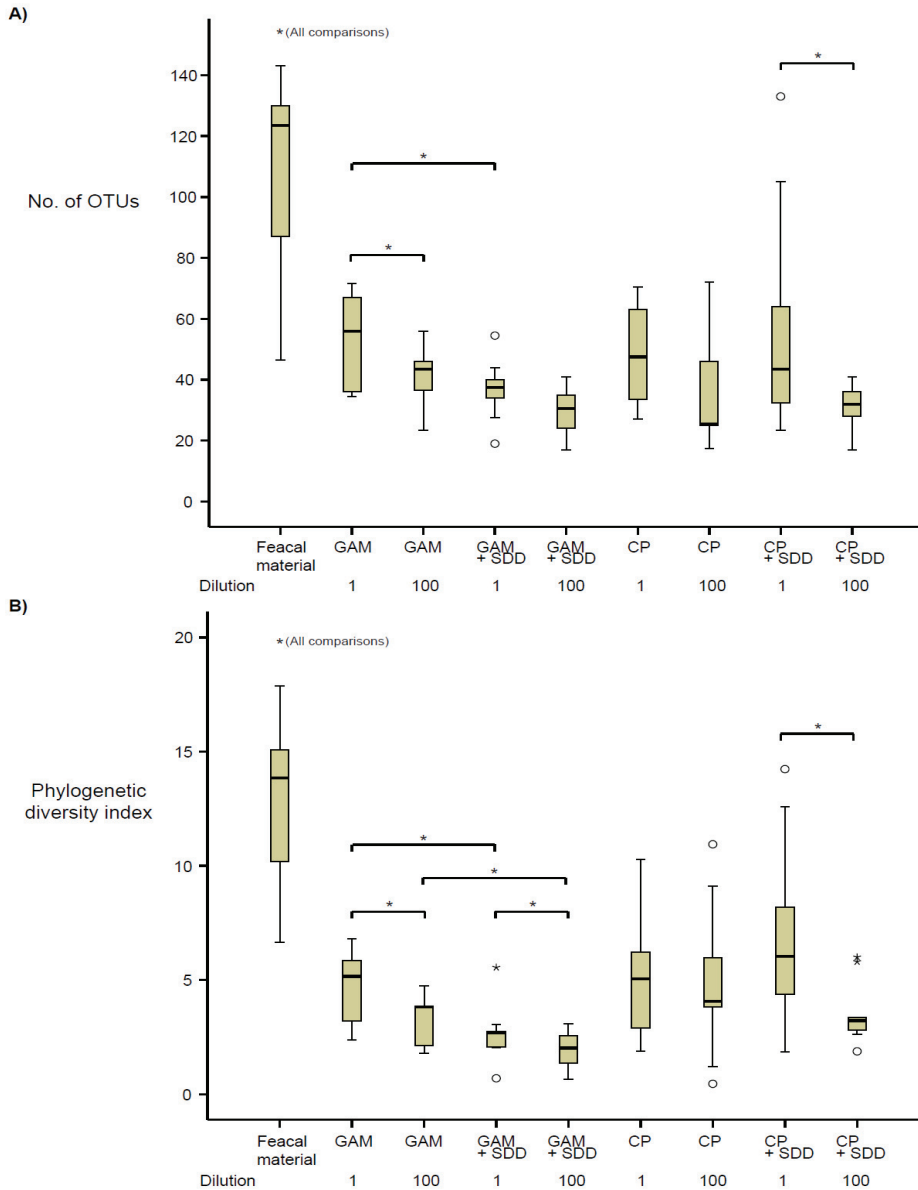 A)
*(All comparisons)
*
140
120
*
No. of OTUs
100
80
*
60
40
20
0
Feacal material GAM GAM GAM + SDD GAM + SDD CP CP CP + SDD CP + SDD
Dilution 1 100 1 100 1 100 1 100
B)
20
*(All comparisons)
15
*
Phylogenetic
diversity index
10
*
*
* *
5
0
Feacal material GAM GAM GAM + SDD GAM + SDD CP CP CP + SDD CP + SDD
Dilution 1 100 1 100 1 100 1 100